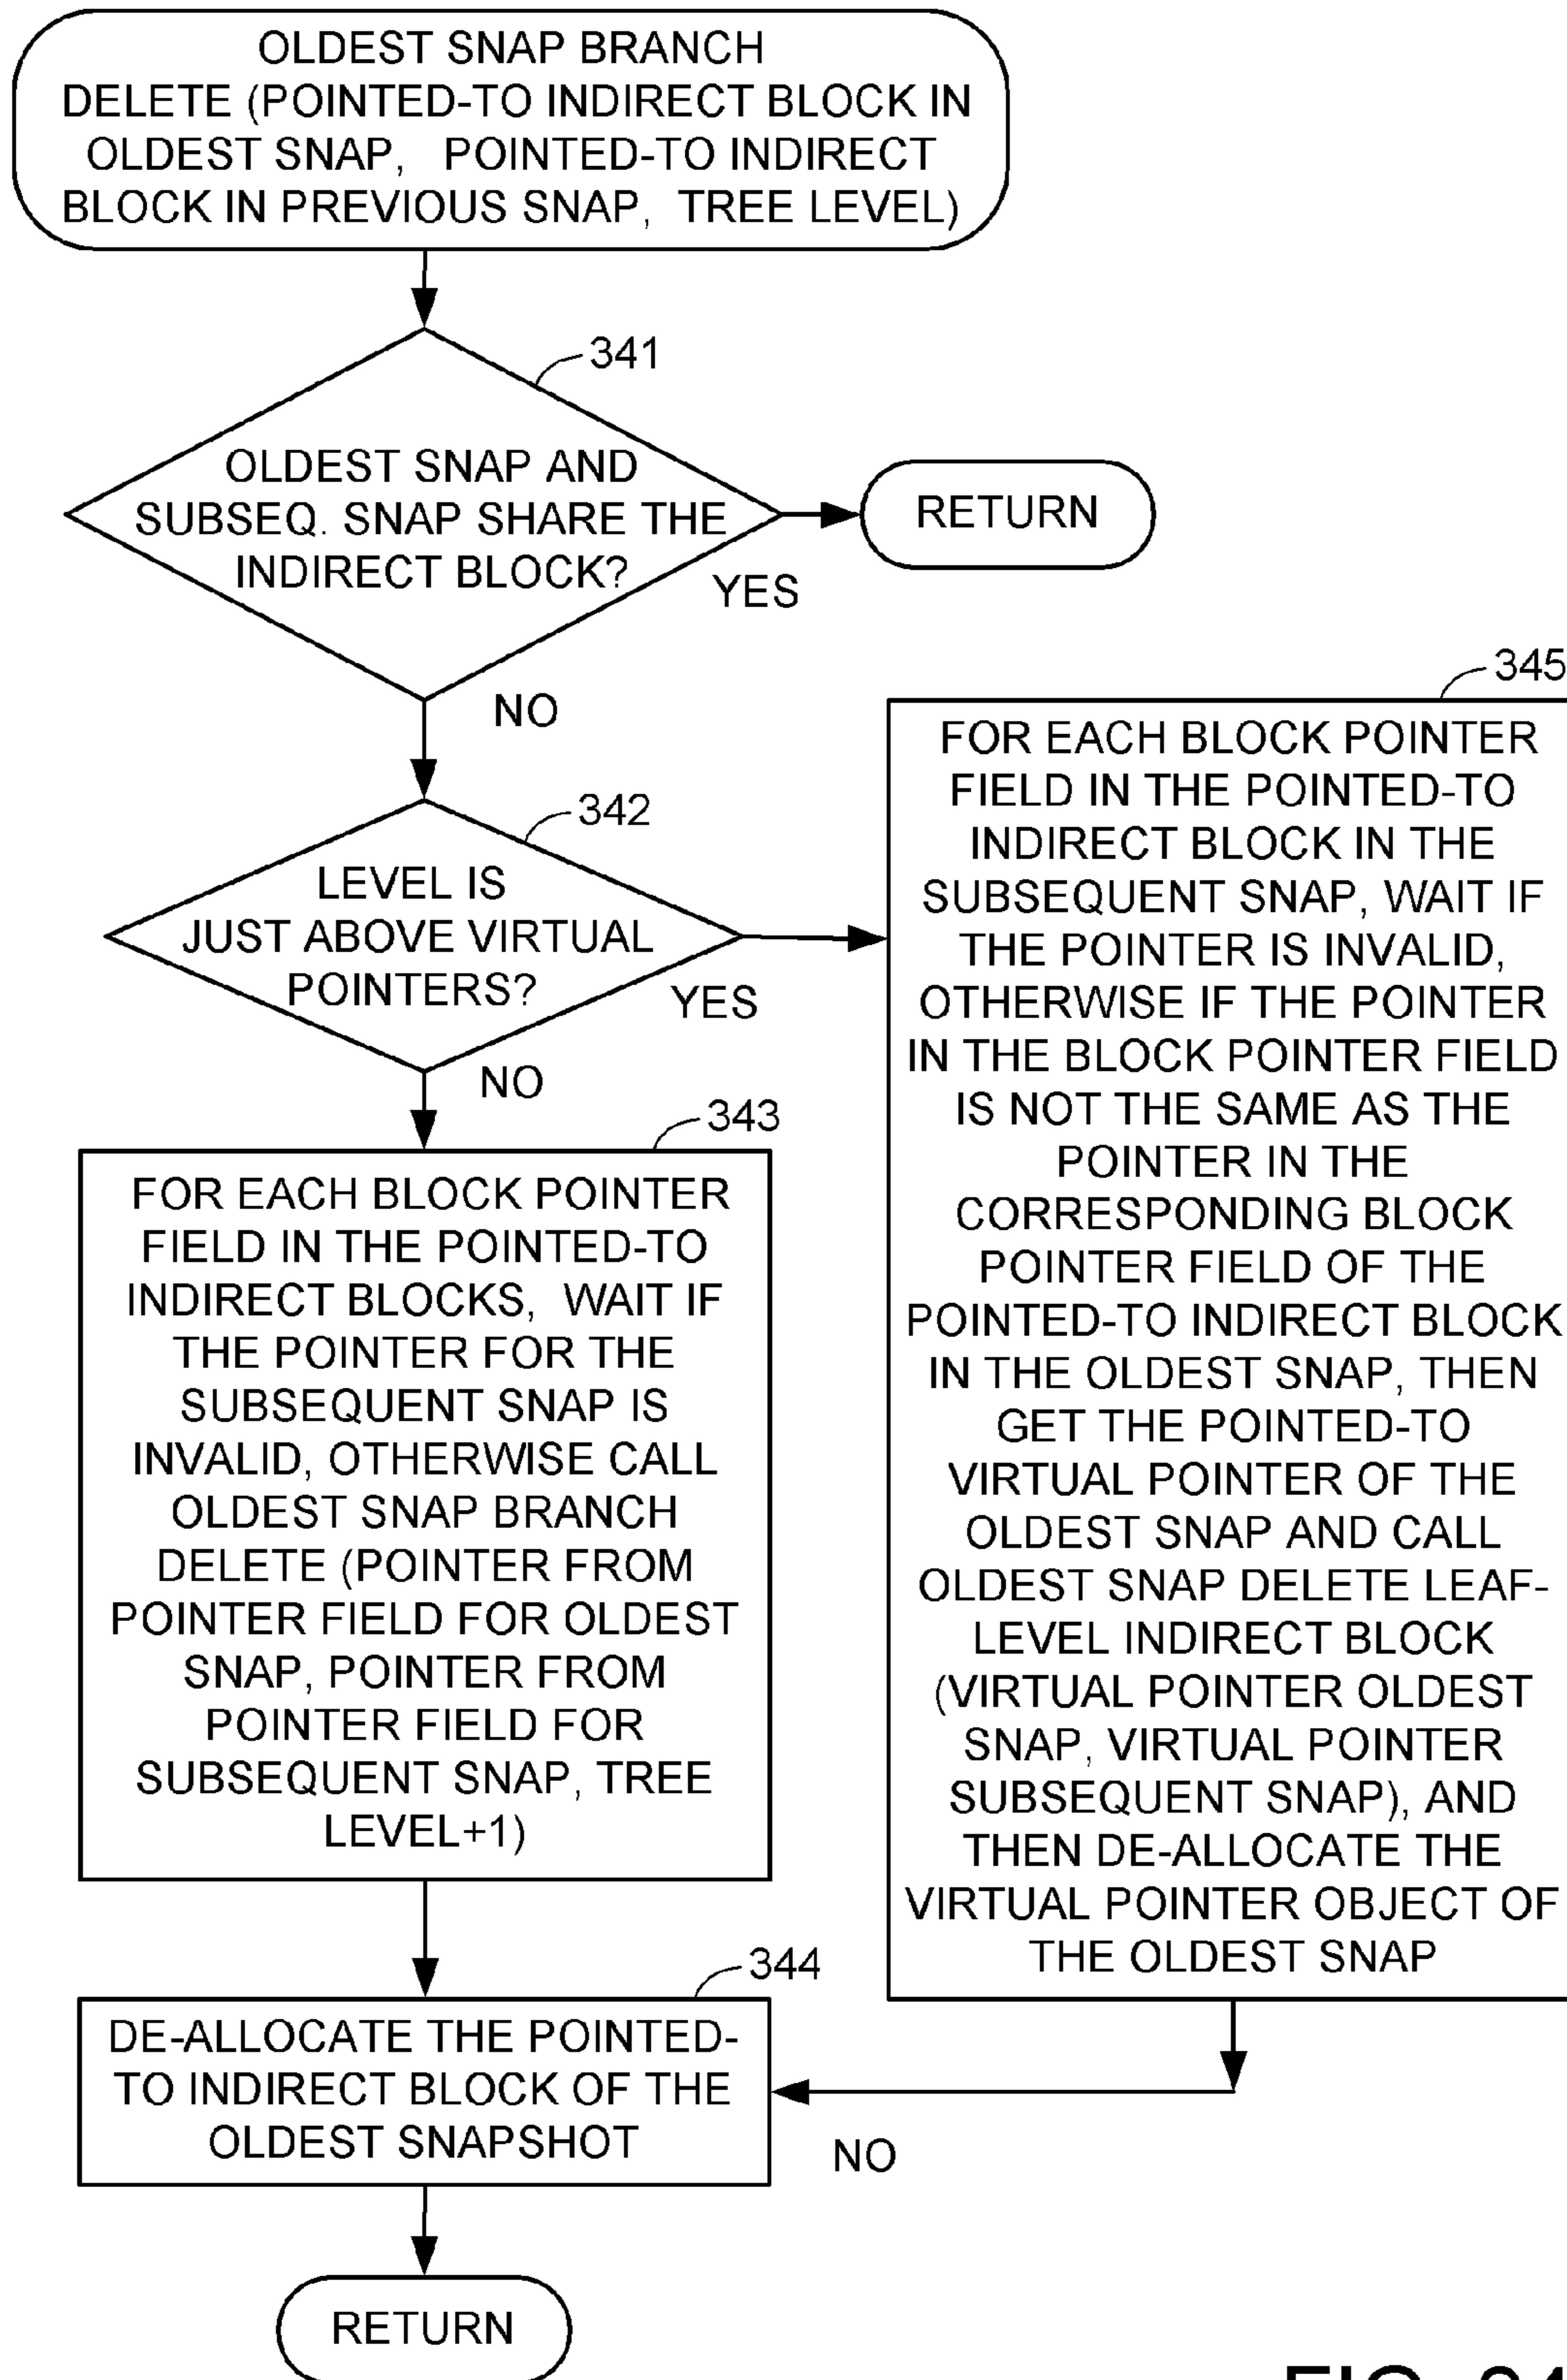 OLDEST SNAP BRANCH
DELETE (POINTED-TO INDIRECT BLOCK IN
OLDEST SNAP, POINTED-TO INDIRECT
BLOCK IN PREVIOUS SNAP, TREE LEVEL)
341
OLDEST SNAP AND
SUBSEQ. SNAP SHARE THE
INDIRECT BLOCK?
YES
RETURN
NO
342
LEVEL IS
JUST ABOVE VIRTUAL
POINTERS?
YES
NO
343
FOR EACH BLOCK POINTER
FIELD IN THE POINTED-TO
INDIRECT BLOCKS, WAIT IF
THE POINTER FOR THE
SUBSEQUENT SNAP IS
INVALID, OTHERWISE CALL
OLDEST SNAP BRANCH
DELETE (POINTER FROM
POINTER FIELD FOR OLDEST
SNAP, POINTER FROM
POINTER FIELD FOR
SUBSEQUENT SNAP, TREE
LEVEL+1)
345
FOR EACH BLOCK POINTER
FIELD IN THE POINTED-TO
INDIRECT BLOCK IN THE
SUBSEQUENT SNAP, WAIT IF
THE POINTER IS INVALID,
OTHERWISE IF THE POINTER
IN THE BLOCK POINTER FIELD
IS NOT THE SAME AS THE
POINTER IN THE
CORRESPONDING BLOCK
POINTER FIELD OF THE
POINTED-TO INDIRECT BLOCK
IN THE OLDEST SNAP, THEN
GET THE POINTED-TO
VIRTUAL POINTER OF THE
OLDEST SNAP AND CALL
OLDEST SNAP DELETE LEAF-
LEVEL INDIRECT BLOCK
(VIRTUAL POINTER OLDEST
SNAP, VIRTUAL POINTER
SUBSEQUENT SNAP), AND
THEN DE-ALLOCATE THE
VIRTUAL POINTER OBJECT OF
THE OLDEST SNAP
344
DE-ALLOCATE THE POINTED-
TO INDIRECT BLOCK OF THE
OLDEST SNAPSHOT
NO
RETURN